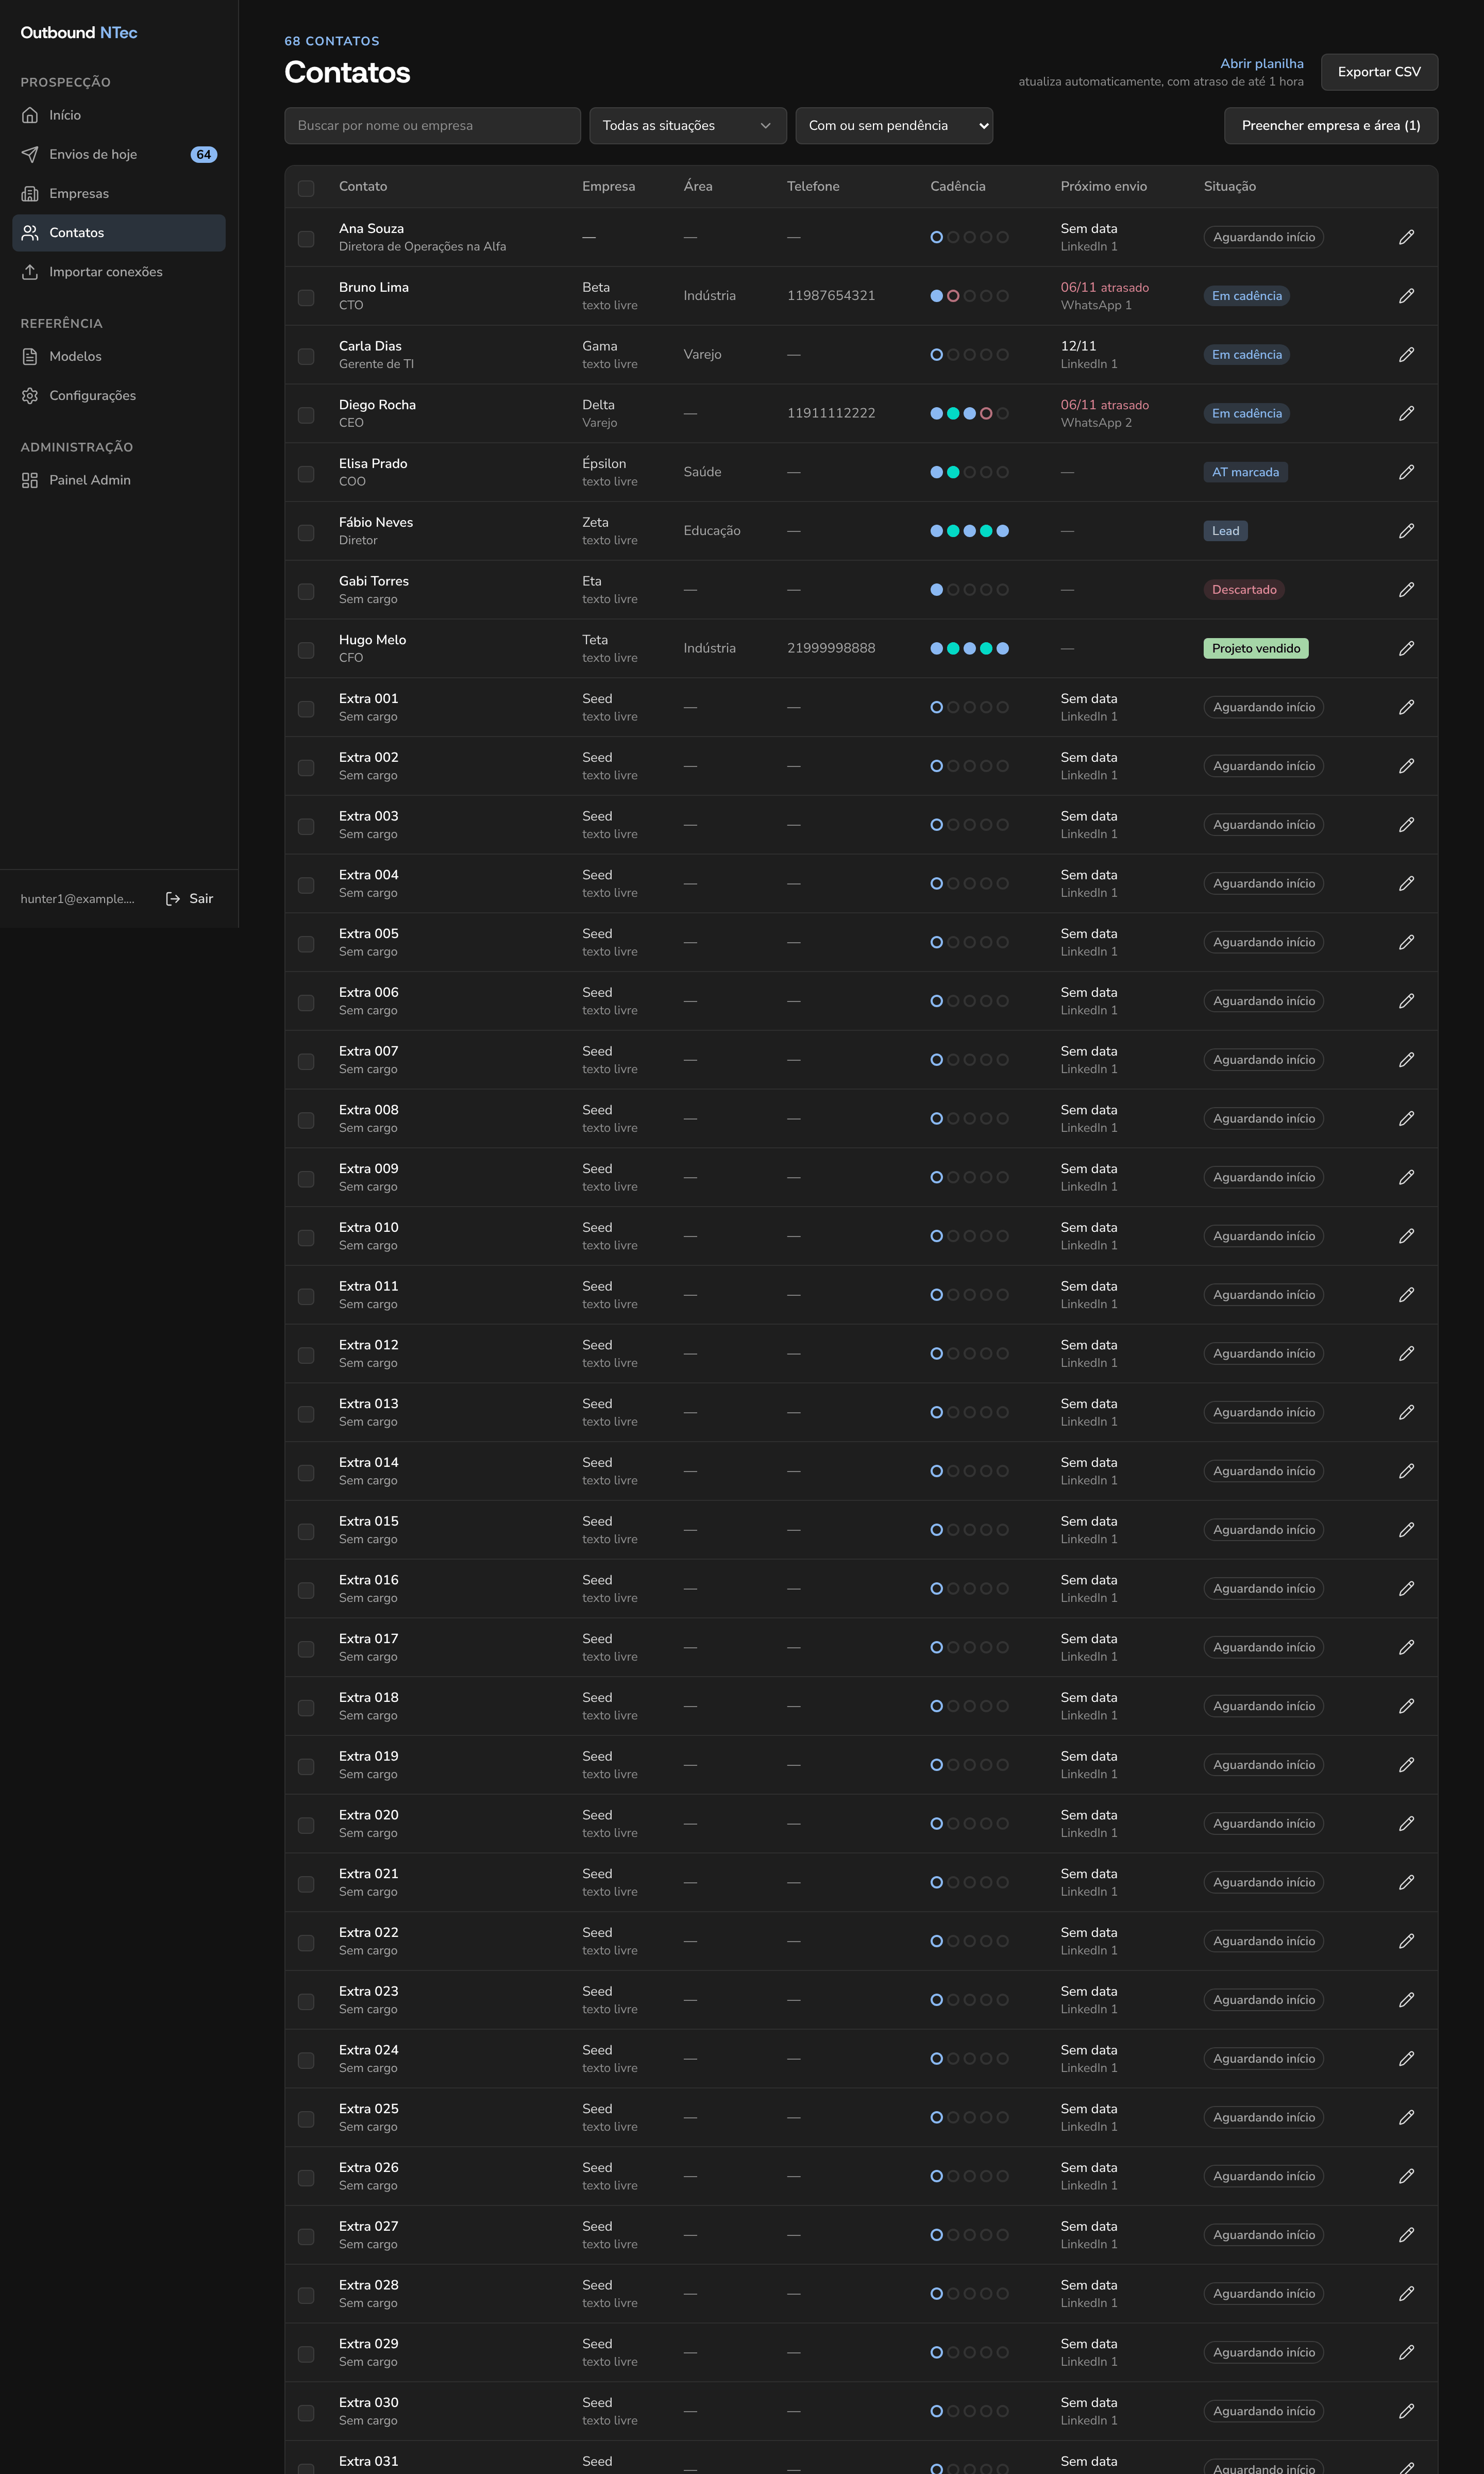 Outbound NTec
PROSPECÇÃO
Início
Envios de hoje 64
Empresas
Contatos
Importar conexões
REFERÊNCIA
Modelos
Configurações
ADMINISTRAÇÃO
Painel Admin
hunter1@example.... Sair
68 CONTATOS
Contatos
Abrir planilha
atualiza automaticamente, com atraso de até 1 hora
Exportar CSV
Buscar por nome ou empresa Todas as situações Com ou sem pendência Preencher empresa e área (1)
Contato Empresa Área Telefone Cadência Próximo envio Situação
Ana Souza — — — Sem data Aguardando início
Diretora de Operações na Alfa LinkedIn 1
Bruno Lima Beta Indústria 11987654321 06/11 atrasado Em cadência
CTO texto livre WhatsApp 1
Carla Dias Gama Varejo — 12/11 Em cadência
Gerente de TI texto livre LinkedIn 1
Diego Rocha Delta — 11911112222 06/11 atrasado Em cadência
CEO Varejo WhatsApp 2
Elisa Prado Épsilon Saúde — — AT marcada
COO texto livre
Fábio Neves Zeta Educação — — Lead
Diretor texto livre
Gabi Torres Eta — — — Descartado
Sem cargo texto livre
Hugo Melo Teta Indústria 21999998888 — Projeto vendido
CFO texto livre
Extra 001 Seed — — Sem data Aguardando início
Sem cargo texto livre LinkedIn 1
Extra 002 Seed — — Sem data Aguardando início
Sem cargo texto livre LinkedIn 1
Extra 003 Seed — — Sem data Aguardando início
Sem cargo texto livre LinkedIn 1
Extra 004 Seed — — Sem data Aguardando início
Sem cargo texto livre LinkedIn 1
Extra 005 Seed — — Sem data Aguardando início
Sem cargo texto livre LinkedIn 1
Extra 006 Seed — — Sem data Aguardando início
Sem cargo texto livre LinkedIn 1
Extra 007 Seed — — Sem data Aguardando início
Sem cargo texto livre LinkedIn 1
Extra 008 Seed — — Sem data Aguardando início
Sem cargo texto livre LinkedIn 1
Extra 009 Seed — — Sem data Aguardando início
Sem cargo texto livre LinkedIn 1
Extra 010 Seed — — Sem data Aguardando início
Sem cargo texto livre LinkedIn 1
Extra 011 Seed — — Sem data Aguardando início
Sem cargo texto livre LinkedIn 1
Extra 012 Seed — — Sem data Aguardando início
Sem cargo texto livre LinkedIn 1
Extra 013 Seed — — Sem data Aguardando início
Sem cargo texto livre LinkedIn 1
Extra 014 Seed — — Sem data Aguardando início
Sem cargo texto livre LinkedIn 1
Extra 015 Seed — — Sem data Aguardando início
Sem cargo texto livre LinkedIn 1
Extra 016 Seed — — Sem data Aguardando início
Sem cargo texto livre LinkedIn 1
Extra 017 Seed — — Sem data Aguardando início
Sem cargo texto livre LinkedIn 1
Extra 018 Seed — — Sem data Aguardando início
Sem cargo texto livre LinkedIn 1
Extra 019 Seed — — Sem data Aguardando início
Sem cargo texto livre LinkedIn 1
Extra 020 Seed — — Sem data Aguardando início
Sem cargo texto livre LinkedIn 1
Extra 021 Seed — — Sem data Aguardando início
Sem cargo texto livre LinkedIn 1
Extra 022 Seed — — Sem data Aguardando início
Sem cargo texto livre LinkedIn 1
Extra 023 Seed — — Sem data Aguardando início
Sem cargo texto livre LinkedIn 1
Extra 024 Seed — — Sem data Aguardando início
Sem cargo texto livre LinkedIn 1
Extra 025 Seed — — Sem data Aguardando início
Sem cargo texto livre LinkedIn 1
Extra 026 Seed — — Sem data Aguardando início
Sem cargo texto livre LinkedIn 1
Extra 027 Seed — — Sem data Aguardando início
Sem cargo texto livre LinkedIn 1
Extra 028 Seed — — Sem data Aguardando início
Sem cargo texto livre LinkedIn 1
Extra 029 Seed — — Sem data Aguardando início
Sem cargo texto livre LinkedIn 1
Extra 030 Seed — — Sem data Aguardando início
Sem cargo texto livre LinkedIn 1
Extra 031 Seed — — Sem data Aguardando início